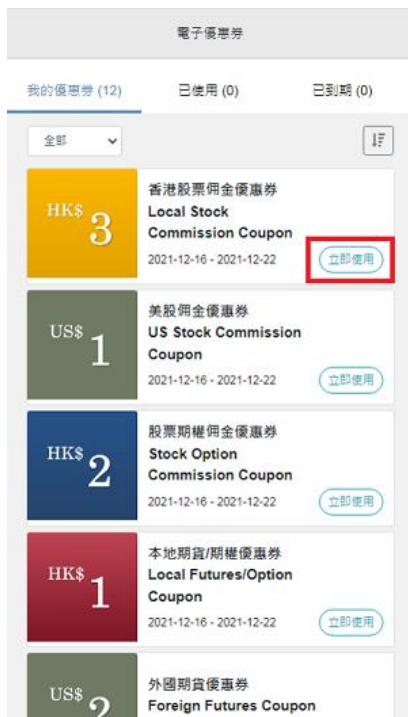 電子優惠券
我的優惠券 (12)
已使用 (0)
已到期 (0)
全部
HK$ 3
香港股票佣金優惠券
Local Stock
Commission Coupon
2021-12-16 - 2021-12-22
立即使用
US$ 1
美股佣金優惠券
US Stock Commission
Coupon
2021-12-16 - 2021-12-22
立即使用
HK$ 2
股票期權佣金優惠券
Stock Option
Commission Coupon
2021-12-16 - 2021-12-22
立即使用
HK$ 1
本地期貨/期權優惠券
Local Futures/Option
Coupon
2021-12-16 - 2021-12-22
立即使用
US$ 2
外國期貨優惠券
Foreign Futures Coupon